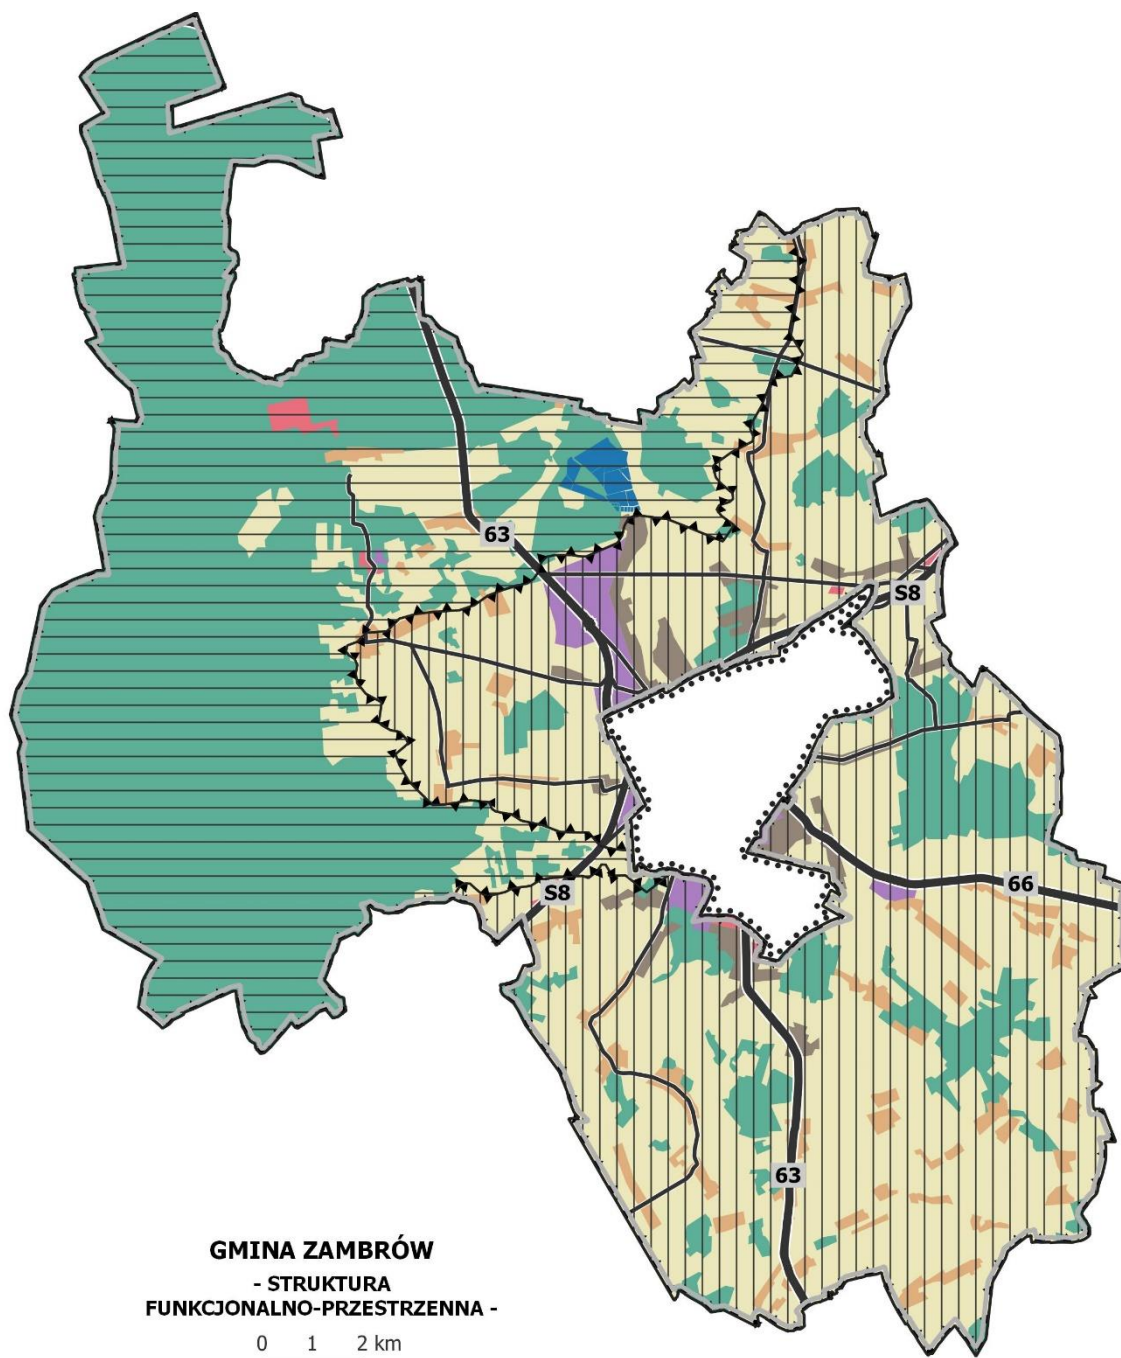 63
S8
S8
66
63
GMINA ZAMBRÓW
- STRUKTURA
FUNKCJONALNO-PRZESTRZENNA -
0 1 2 km